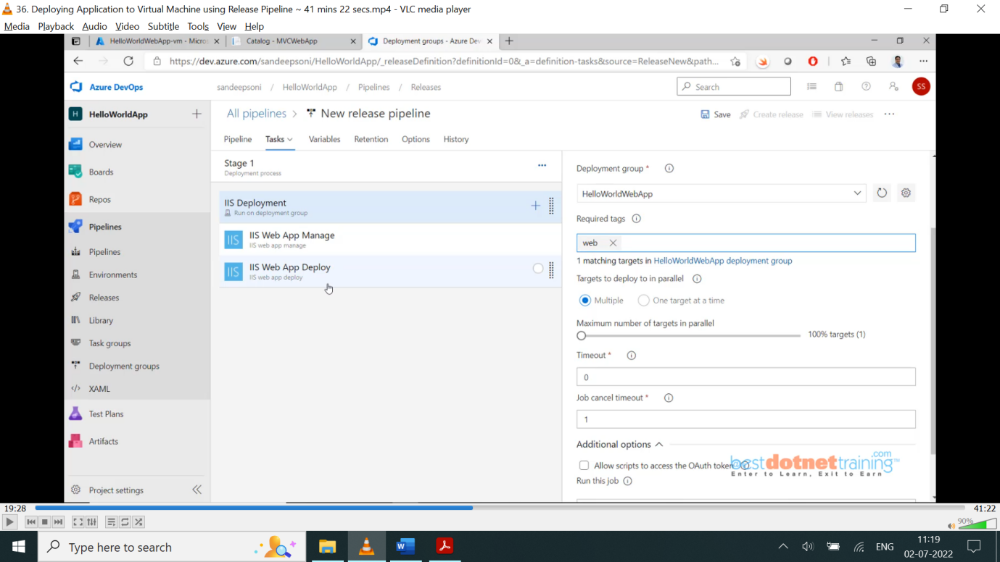 36. Deploying Application to Virtual Machine using Release Pipeline ~ 41 mins 22 secs.mp4 - VLC media player
Media Playback Audio Video Subtitle Tools View Help
HelloWorldWebApp-vm - Micros
Catalog - MVCWebApp
Deployment groups - Azure Dev
https://dev.azure.com/sandeepsoni/HelloWorldApp/_releaseDefinition?definitionId=0&_a=definition-tasks&source=ReleaseNew&path...
Azure DevOps
sandeepsoni / HelloWorldApp / Pipelines / Releases
Search
SS
H HelloWorldApp
Overview
Boards
Repos
Pipelines
Pipelines
Environments
Releases
Library
Task groups
Deployment groups
XAML
Test Plans
Artifacts
Project settings
All pipelines > New release pipeline
Save Create release View releases ...
Pipeline Tasks Variables Retention Options History
Stage 1
Deployment process
IIS Deployment
Run on deployment group
IIS
IIS Web App Manage
IIS web app manage
IIS
IIS Web App Deploy
IIS web app deploy
Deployment group *
HelloWorldWebApp
Required tags
web
1 matching targets in HelloWorldWebApp deployment group
Targets to deploy to in parallel
Multiple One target at a time
Maximum number of targets in parallel
100% targets (1)
Timeout *
0
Job cancel timeout *
1
Additional options
Allow scripts to access the OAuth token
Run this job
bestdotnettraining.com™
Enter to Learn, Exit to Earn
19:28
41:22
90%
Type here to search
W
ENG
11:19
02-07-2022